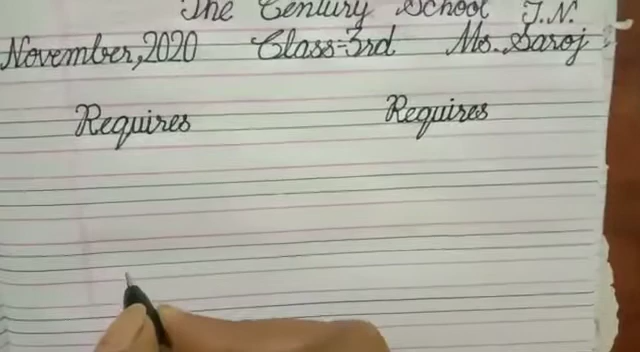 The Century School J.N.
November, 2020 Class-3rd Ms. Saroj
Requires Requires